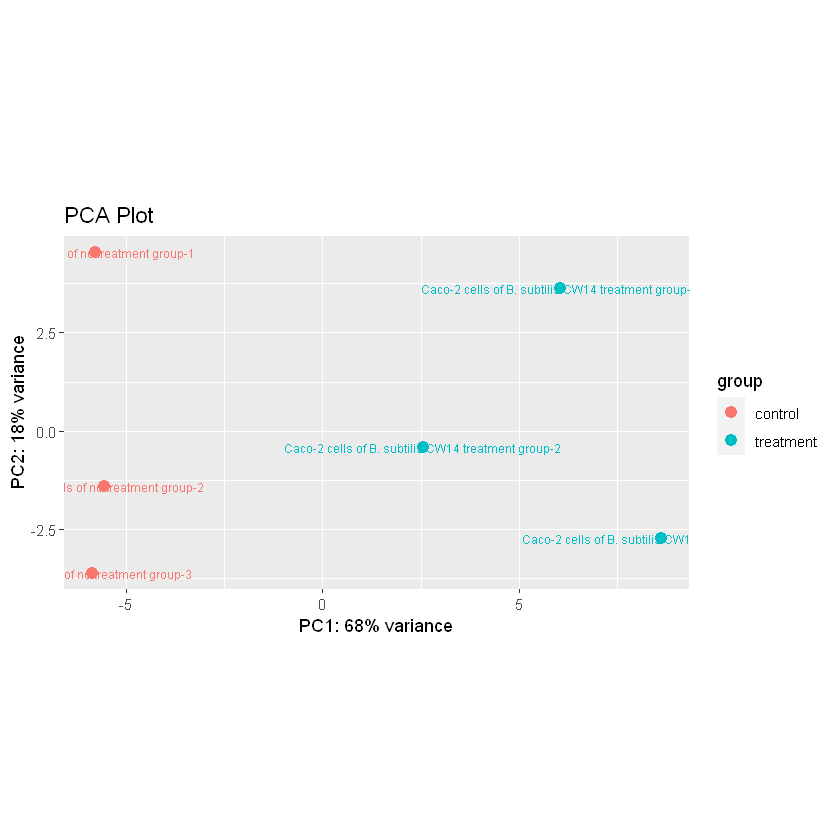 PCA Plot
of no treatment group-1
Caco-2 cells of B. subtilis CW14 treatment group-
2.5
PC2: 18% variance
group
control
treatment
0.0
Caco-2 cells of B. subtilis CW14 treatment group-2
ls of no treatment group-2
-2.5
Caco-2 cells of B. subtilis CW1
of no treatment group-3
-5
0
5
PC1: 68% variance